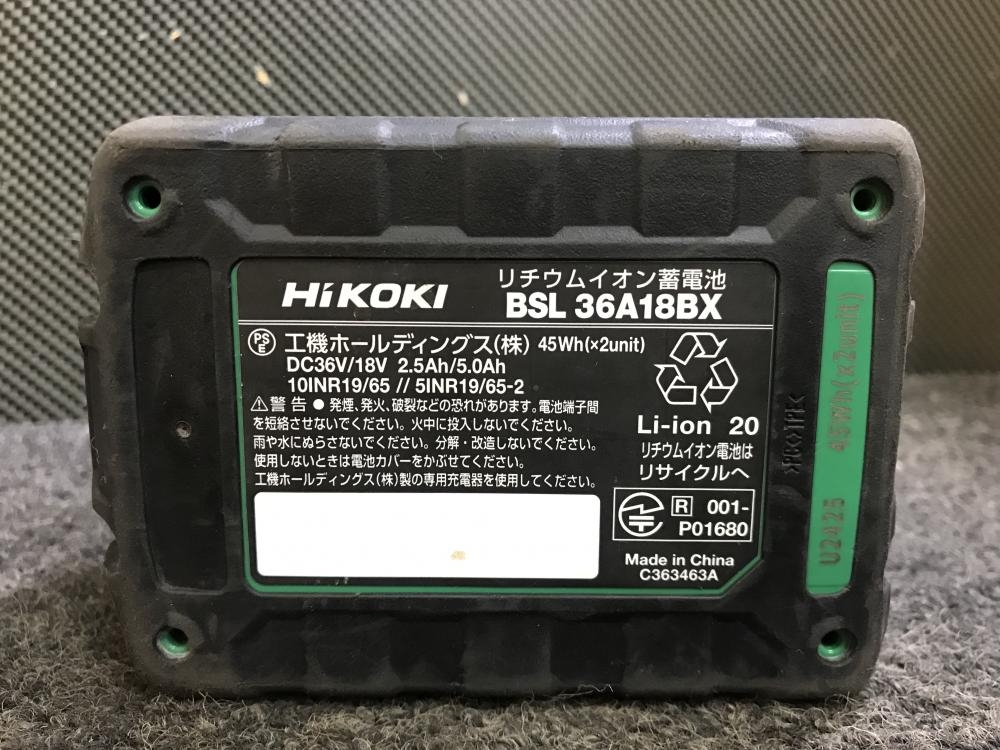 HiKOKI
リチウムイオン蓄電池
BSL 36A18BX
PSE 工機ホールディングス(株) 45Wh(×2unit)
DC36V/18V 2.5Ah/5.0Ah
10INR19/65 // 5INR19/65-2
⚠警告 ● 発煙、発火、破裂などの恐れがあります。電池端子間
を短絡させないでください。火中に投入しないでください。
雨や水にぬらさないでください。分解・改造しないでください。
使用しないときは電池カバーをかぶせてください。
工機ホールディングス(株)製の専用充電器を使用してください。
Li-ion 20
リチウムイオン電池は
リサイクルへ
R 001-
P01680
Made in China
C363463A
U2425 45Wh(x2unit)